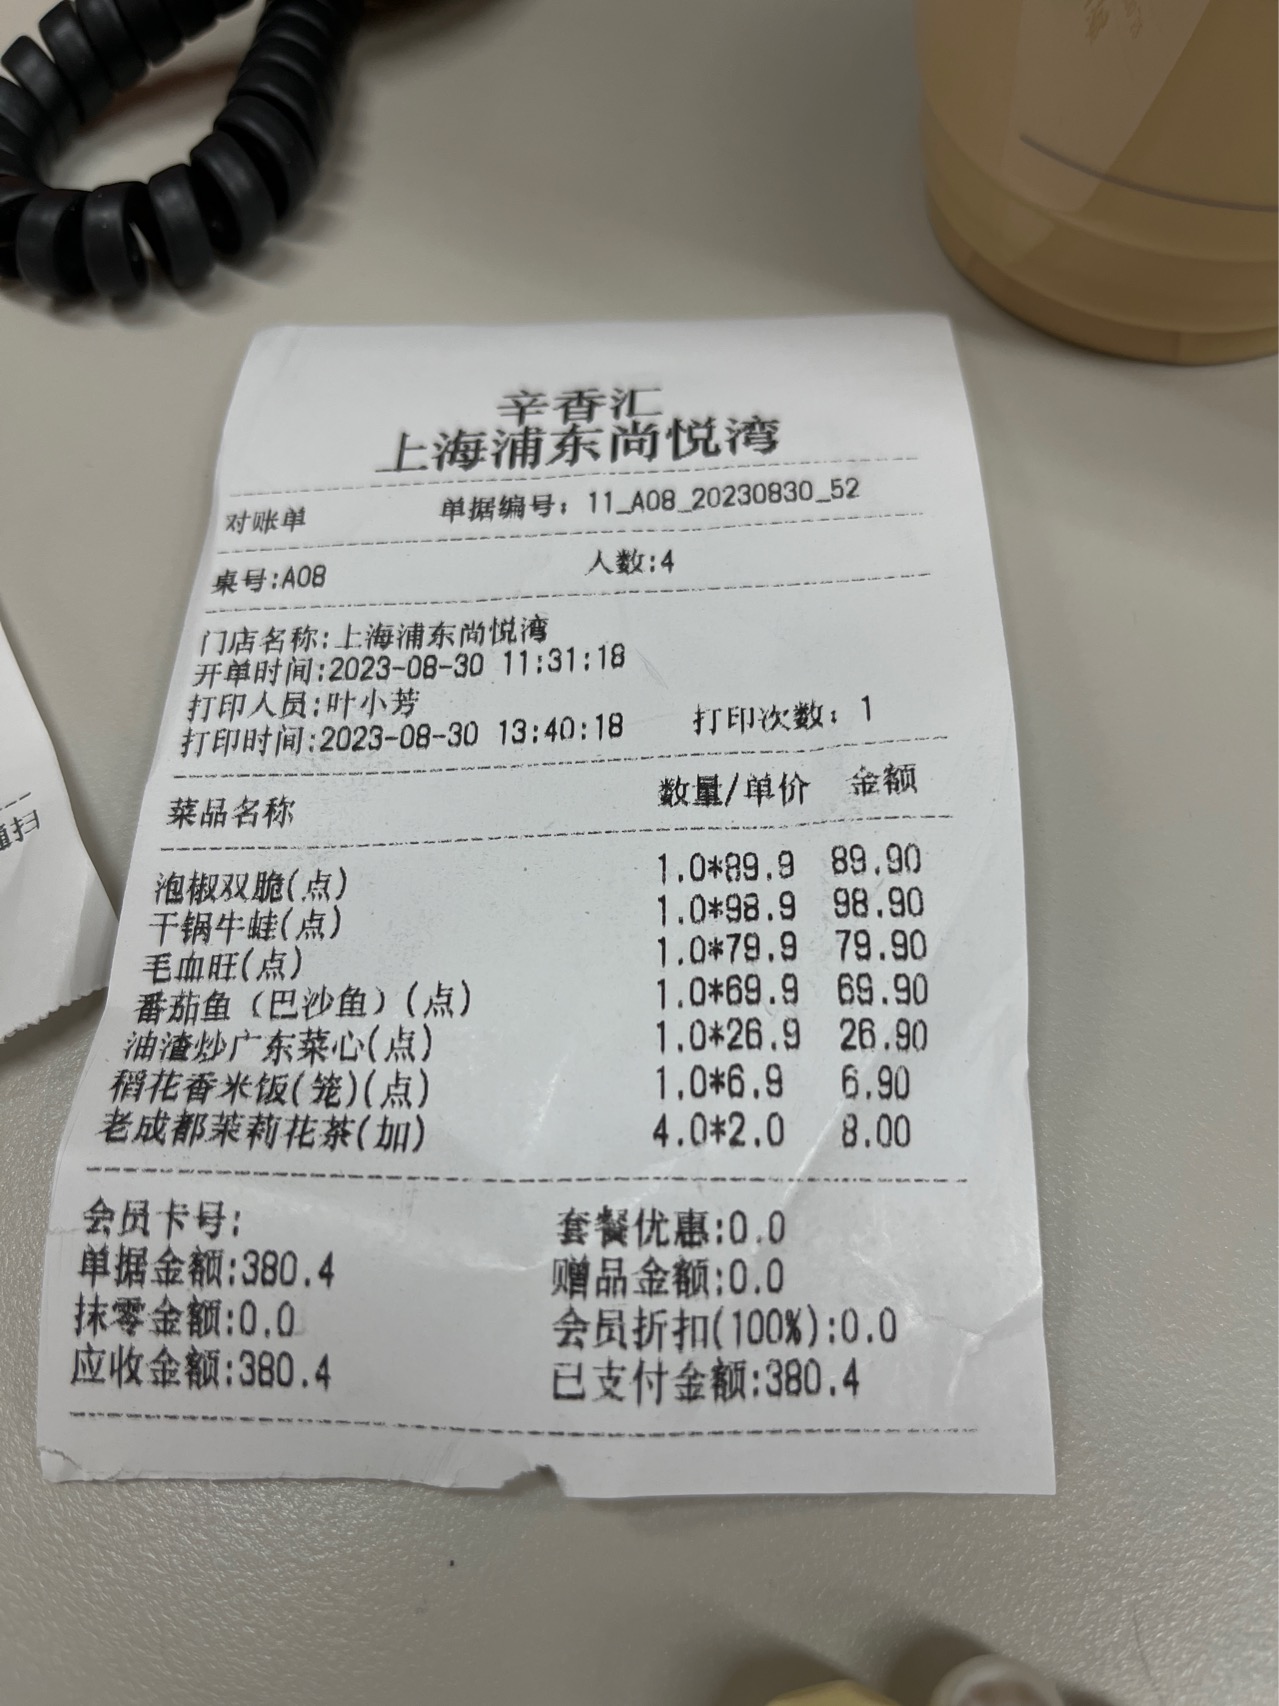 辛香汇
上海浦东尚悦湾
对账单 单据编号：11_A08_20230830_52
桌号:A08 人数:4
门店名称:上海浦东尚悦湾
开单时间:2023-08-30 11:31:18
打印人员:叶小芳
打印时间:2023-08-30 13:40:18 打印次数：1
菜品名称 数量/单价 金额
泡椒双脆(点) 1.0*89.9 89.90
干锅牛蛙(点) 1.0*98.9 98.90
毛血旺(点) 1.0*79.9 79.90
番茄鱼（巴沙鱼）(点) 1.0*69.9 69.90
油渣炒广东菜心(点) 1.0*26.9 26.90
稻花香米饭(笼)(点) 1.0*6.9 6.90
老成都茉莉花茶(加) 4.0*2.0 8.00
会员卡号: 套餐优惠:0.0
单据金额:380.4 赠品金额:0.0
抹零金额:0.0 会员折扣(100%):0.0
应收金额:380.4 已支付金额:380.4